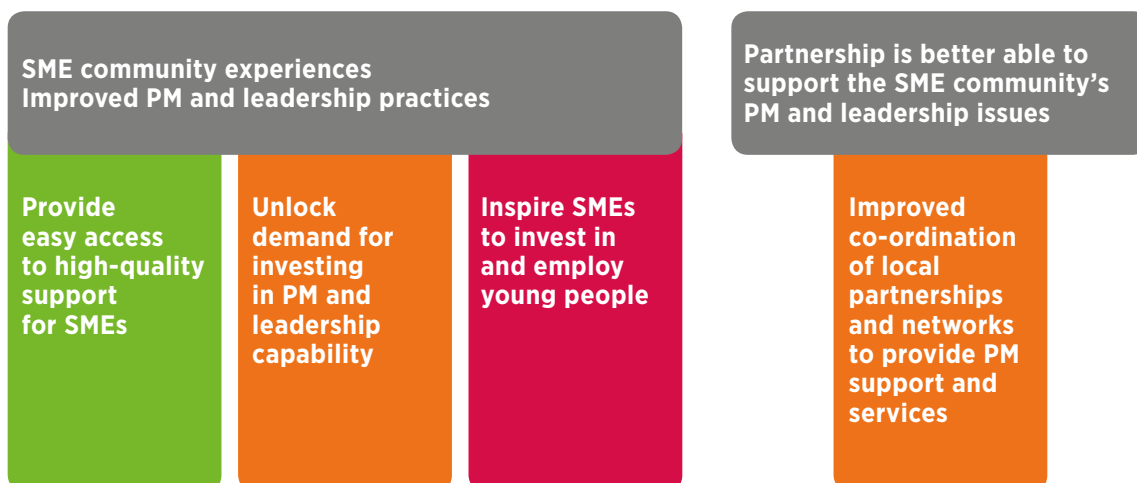 SME community experiences
Improved PM and leadership practices
Provide
easy access
to high-quality
support
for SMEs
Unlock
demand for
investing
in PM and
leadership
capability
Inspire SMEs
to invest in
and employ
young people
Partnership is better able to
support the SME community’s
PM and leadership issues
Improved
co-ordination
of local
partnerships
and networks
to provide PM
support and
services